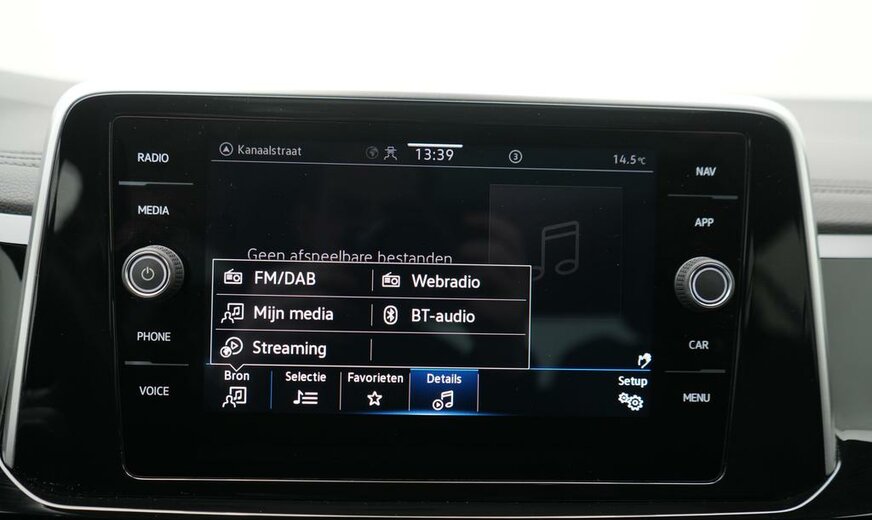 RADIO
MEDIA
PHONE
VOICE
Kanaalstraat
13:39
3
14.5°C
Geen afspeelbare bestanden
FM/DAB
Webradio
Mijn media
BT-audio
Streaming
Bron
Selectie
Favorieten
Details
Setup
NAV
APP
CAR
MENU